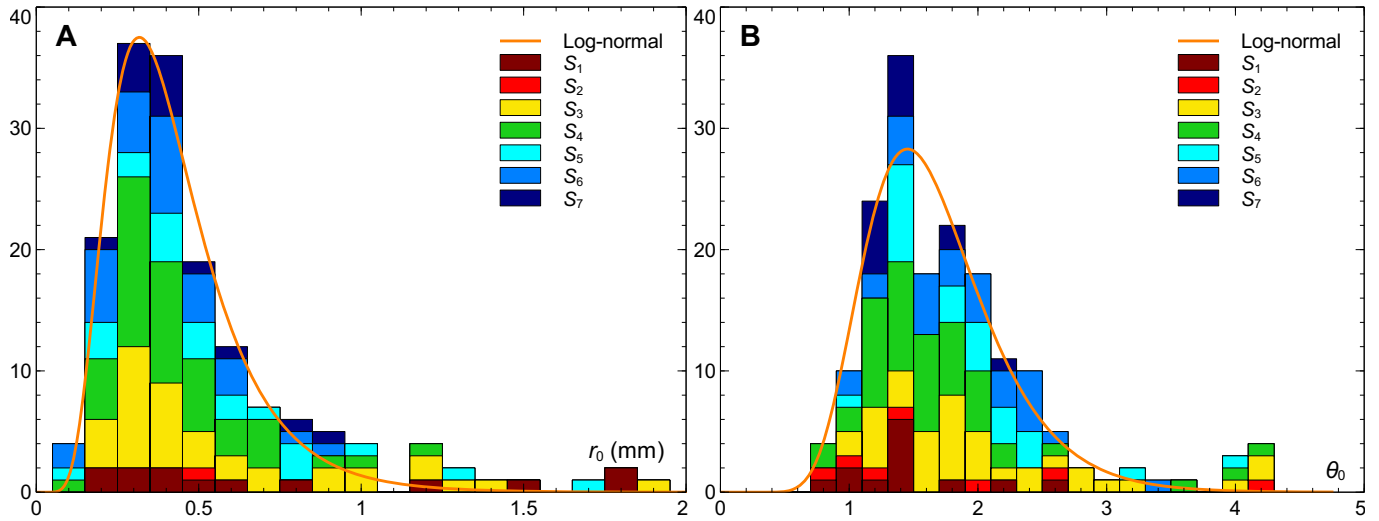 A
Log-normal
S₁
S₂
S₃
S₄
S₅
S₆
S₇
40
30
20
10
0
r₀ (mm)
0 0.5 1 1.5 2
B
Log-normal
S₁
S₂
S₃
S₄
S₅
S₆
S₇
40
30
20
10
0
θ₀
0 1 2 3 4 5